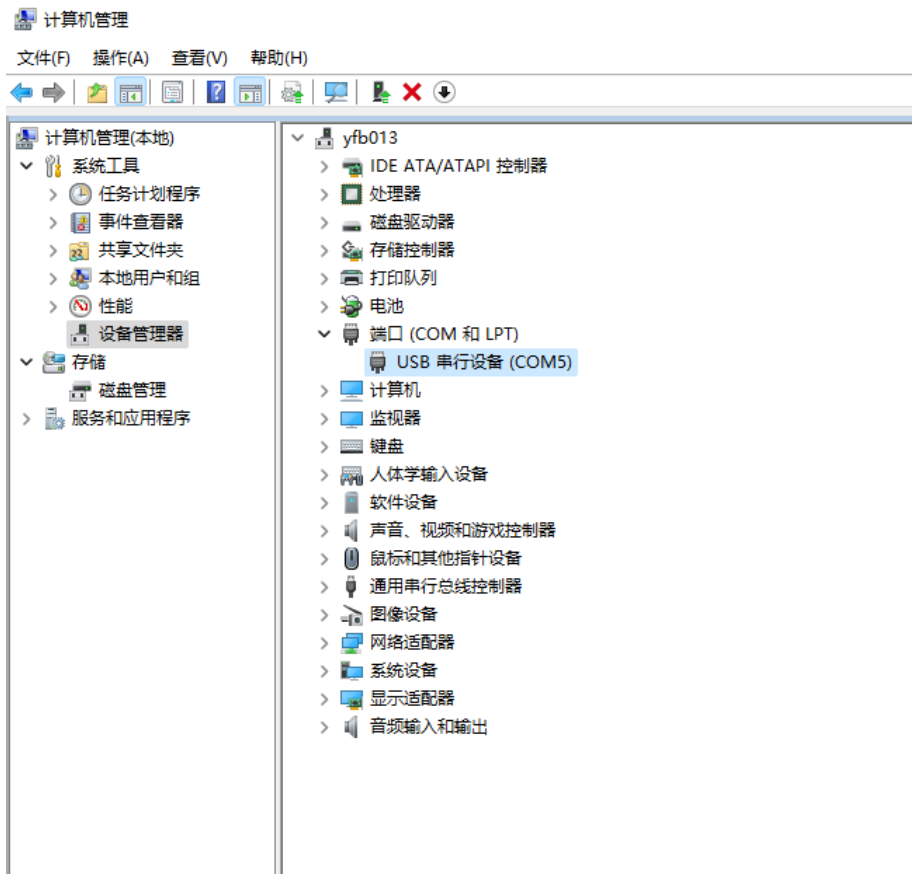 计算机管理
文件(F) 操作(A) 查看(V) 帮助(H)
计算机管理(本地)
系统工具
任务计划程序
事件查看器
共享文件夹
本地用户和组
性能
设备管理器
存储
磁盘管理
服务和应用程序
yfb013
IDE ATA/ATAPI 控制器
处理器
磁盘驱动器
存储控制器
打印队列
电池
端口 (COM 和 LPT)
USB 串行设备 (COM5)
计算机
监视器
键盘
人体学输入设备
软件设备
声音、视频和游戏控制器
鼠标和其他指针设备
通用串行总线控制器
图像设备
网络适配器
系统设备
显示适配器
音频输入和输出